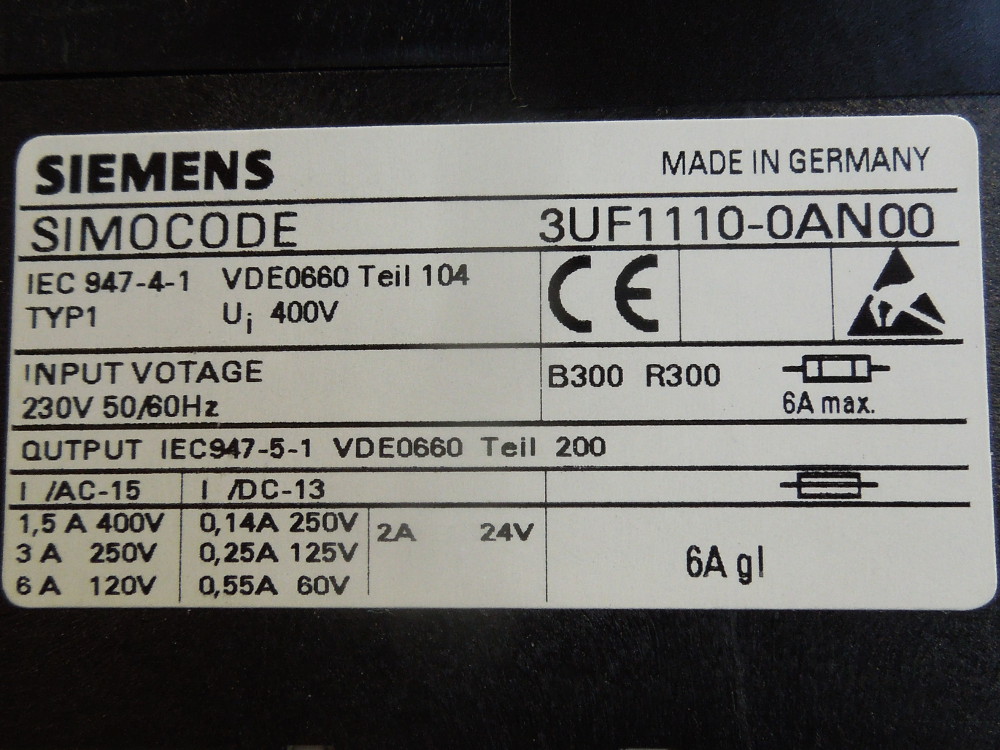 SIEMENS MADE IN GERMANY
SIMOCODE 3UF1110-0AN00
IEC 947-4-1 VDE0660 Teil 104
TYP1 Ui 400V
CE
INPUT VOTAGE
230V 50/60Hz
B300 R300
6A max.
OUTPUT IEC947-5-1 VDE0660 Teil 200
I /AC-15 I /DC-13
1,5 A 400V 0,14A 250V 2A 24V
3 A 250V 0,25A 125V
6 A 120V 0,55A 60V
6A gl